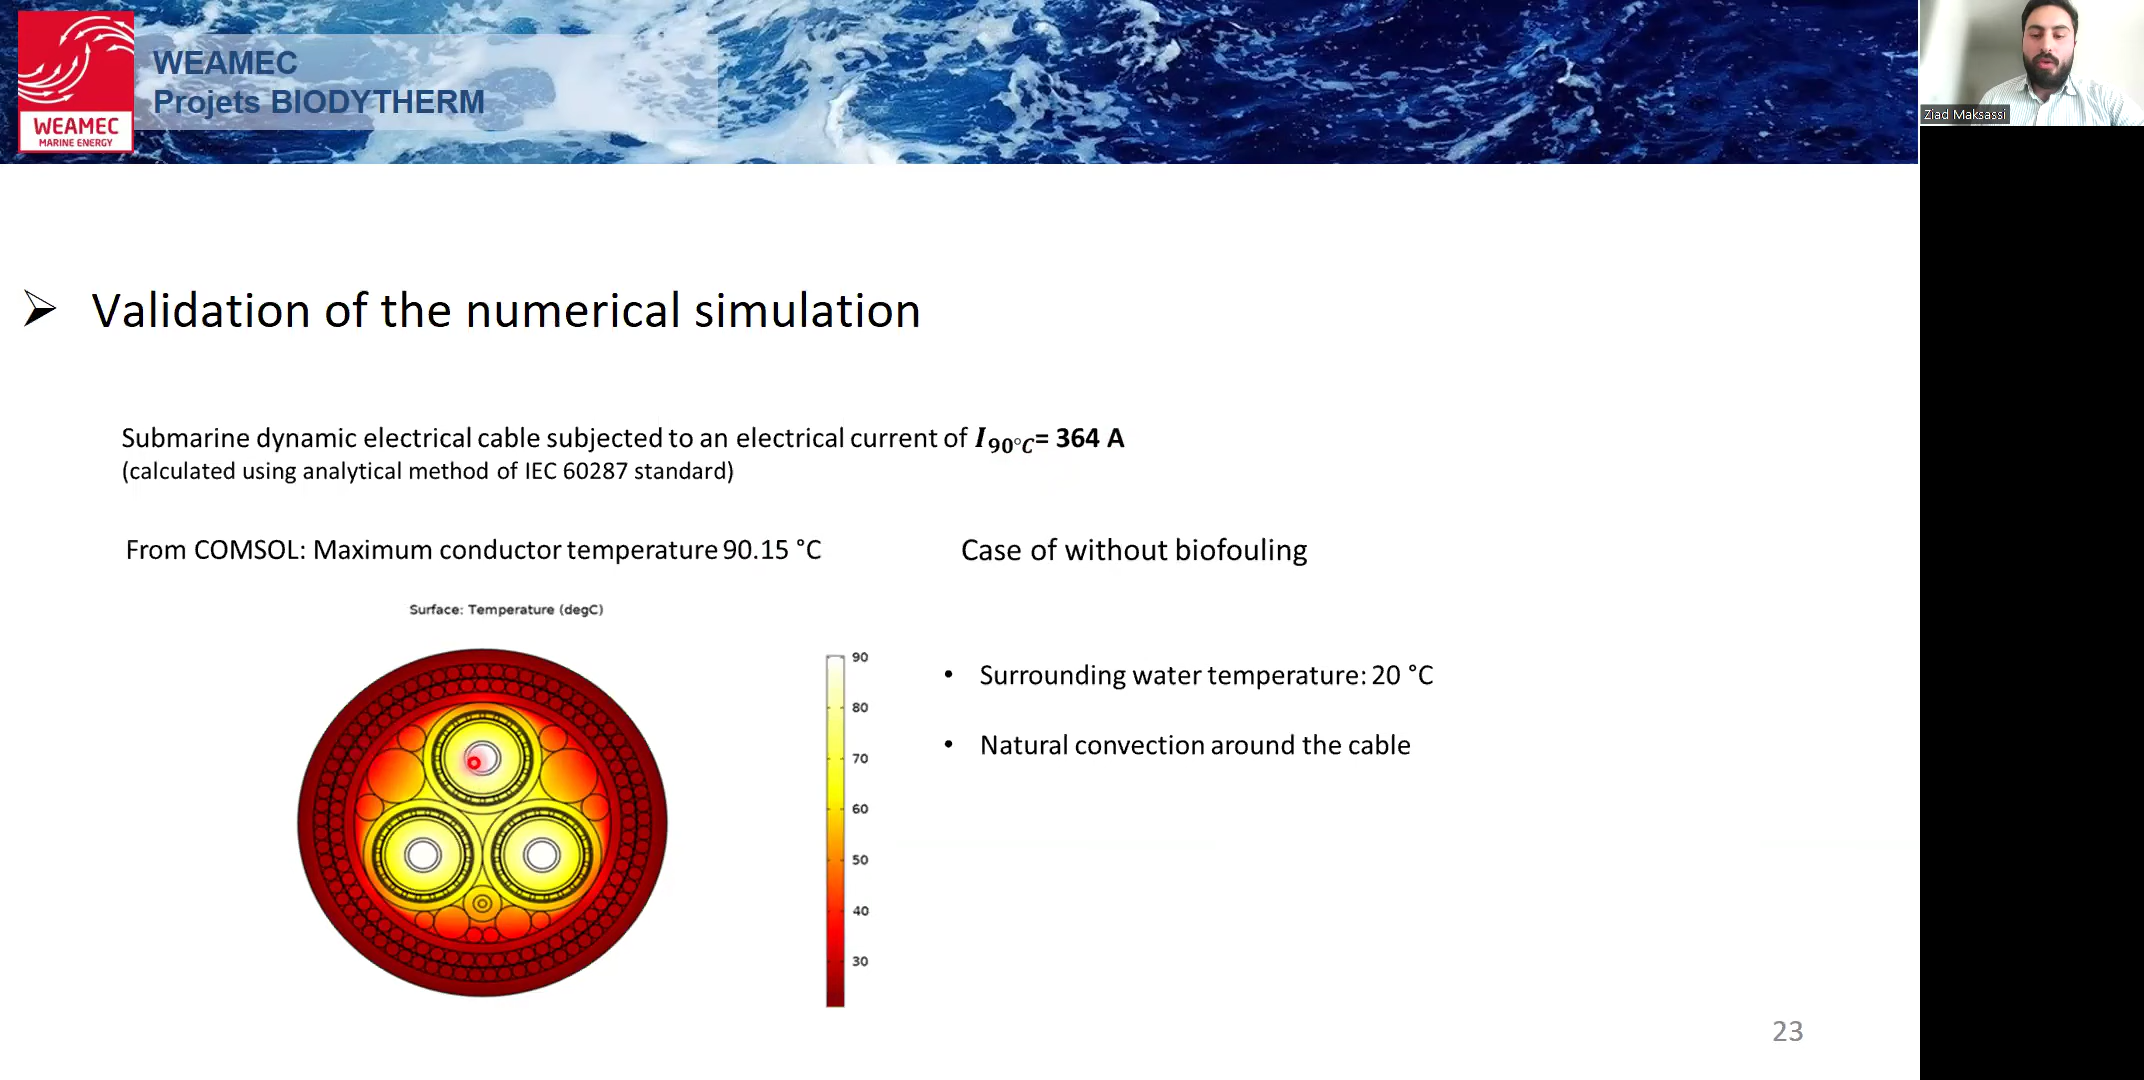 WEAMEC
Projets BIODYTHERM
WEAMEC
MARINE ENERGY
Ziad Maksassi
➢ Validation of the numerical simulation
Submarine dynamic electrical cable subjected to an electrical current of I90°C= 364 A
(calculated using analytical method of IEC 60287 standard)
From COMSOL: Maximum conductor temperature 90.15 °C
Case of without biofouling
Surface: Temperature (degC)
90
80
70
60
50
40
30
• Surrounding water temperature: 20 °C
• Natural convection around the cable
23